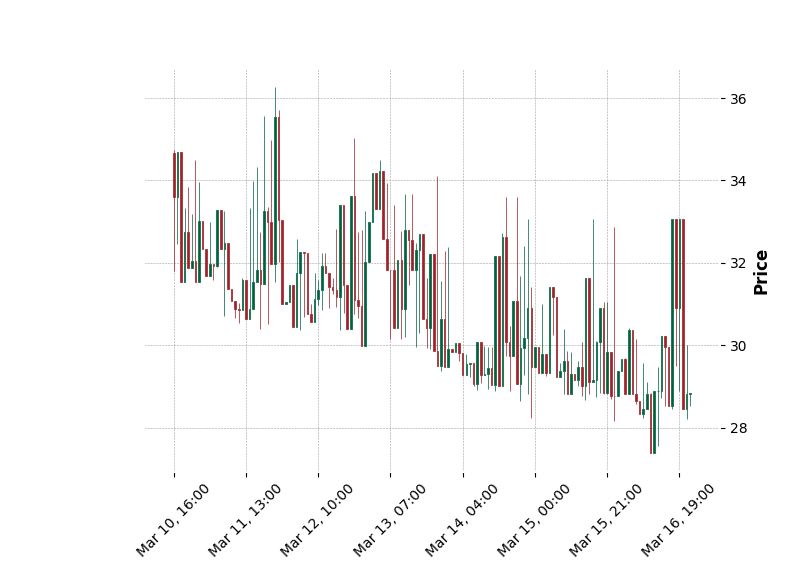 36
34
32
30
28
Price
Mar 10, 16:00
Mar 11, 13:00
Mar 12, 10:00
Mar 13, 07:00
Mar 14, 04:00
Mar 15, 00:00
Mar 15, 21:00
Mar 16, 19:00